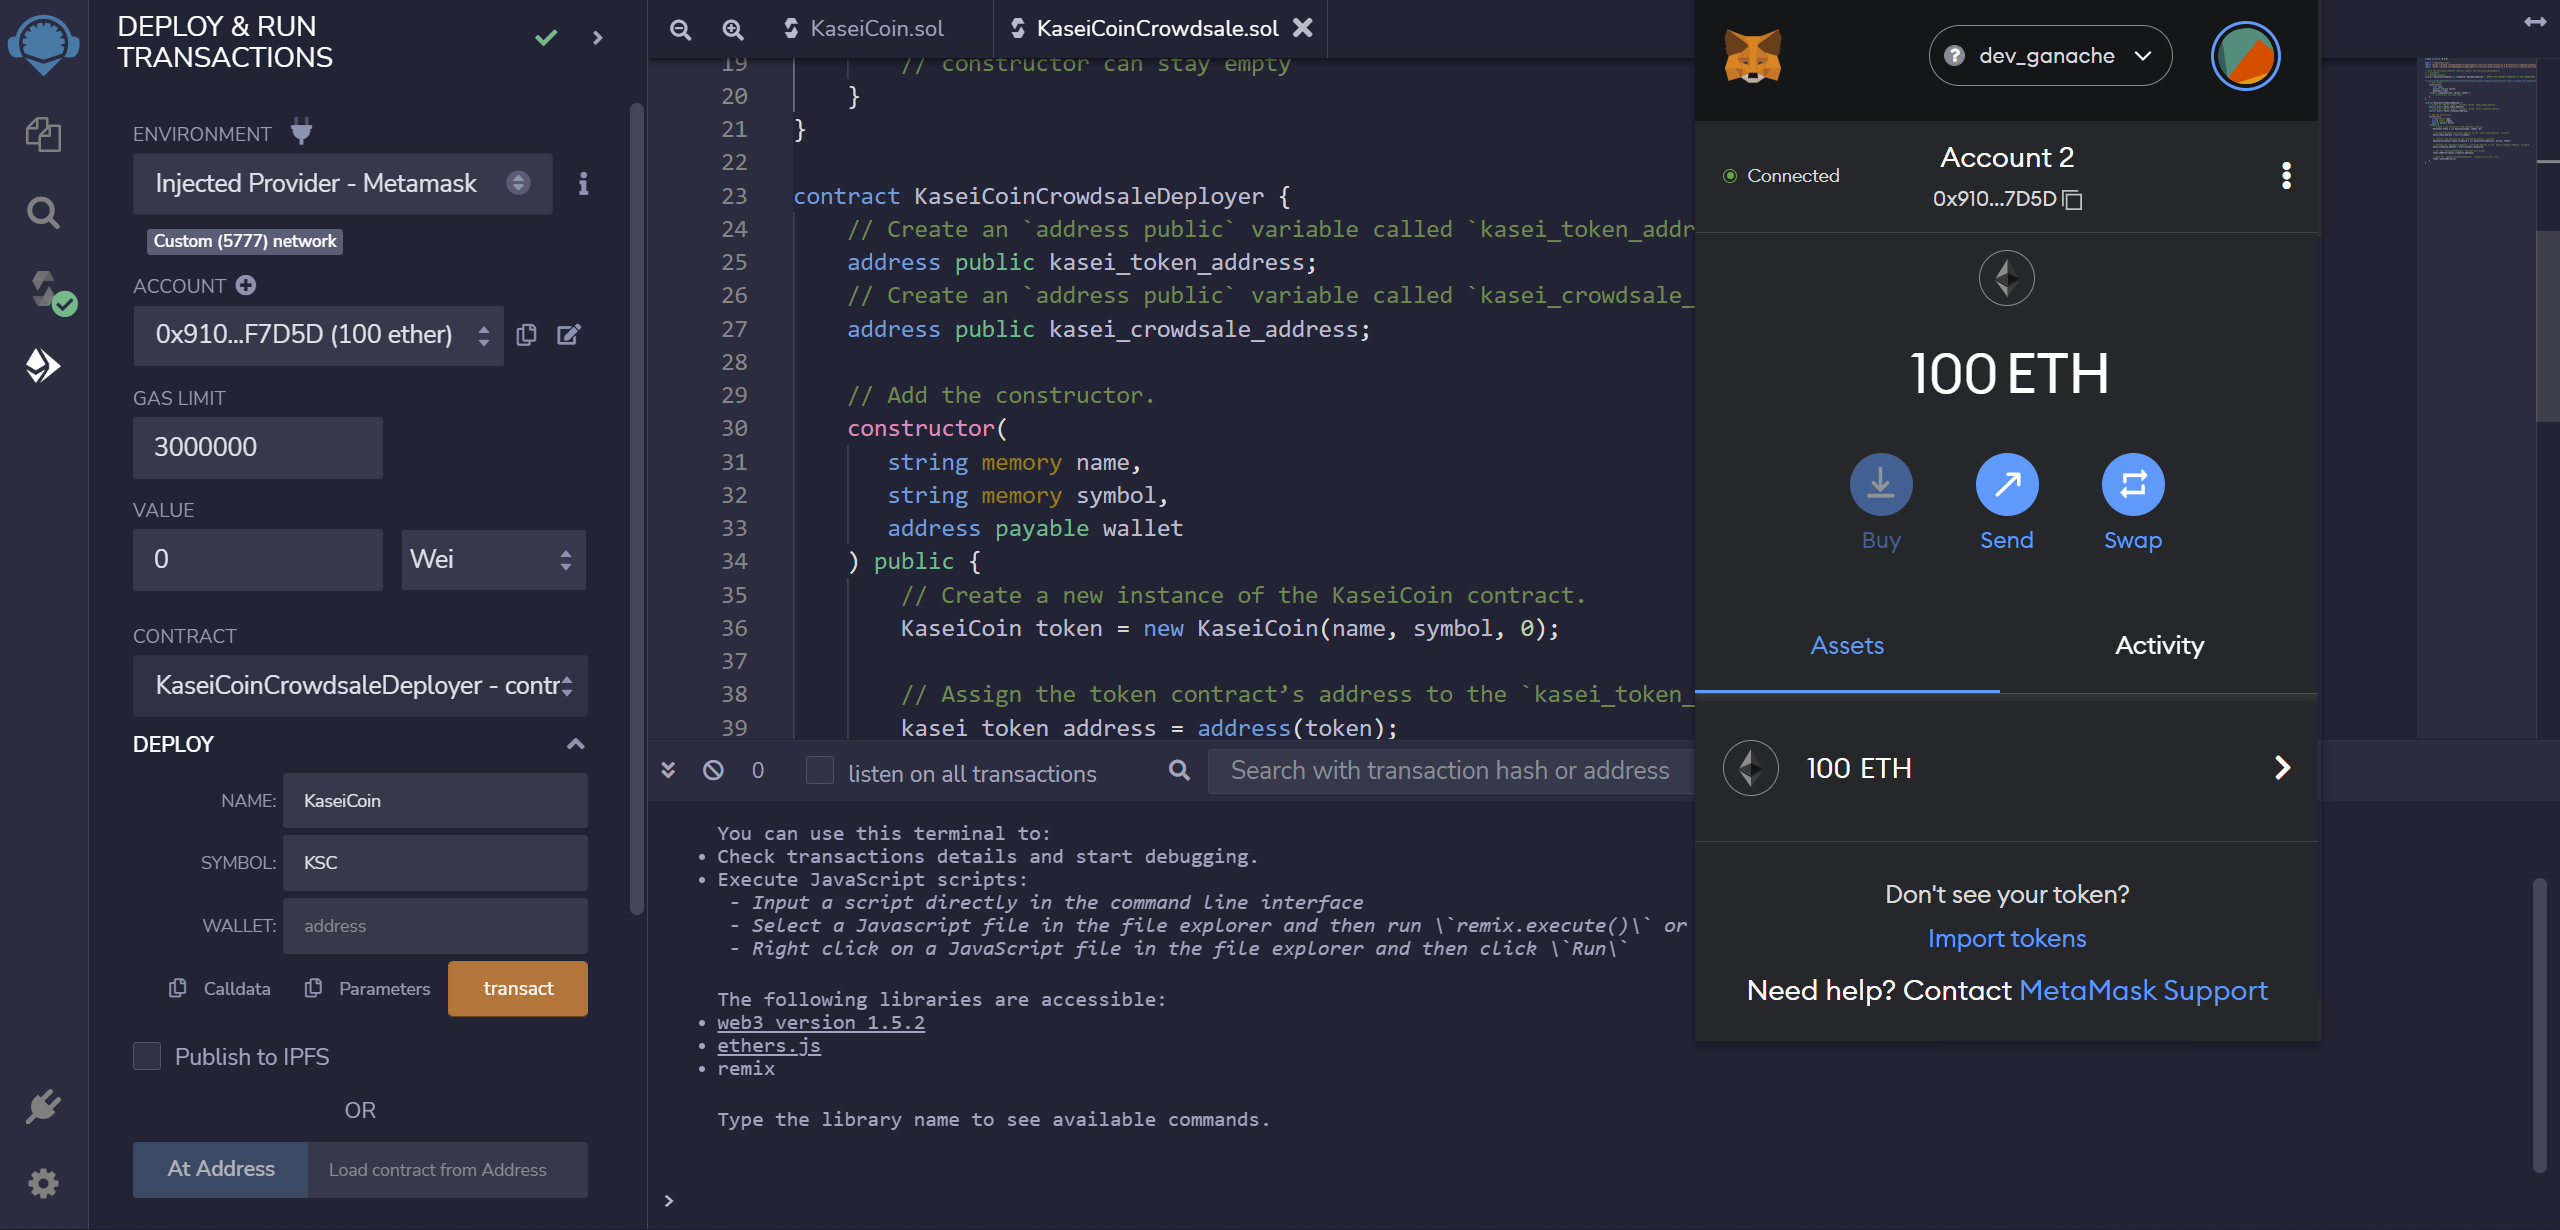 DEPLOY & RUN
TRANSACTIONS
ENVIRONMENT
Injected Provider - Metamask
Custom (5777) network
ACCOUNT
0x910...F7D5D (100 ether)
GAS LIMIT
3000000
VALUE
0
Wei
CONTRACT
KaseiCoinCrowdsaleDeployer - contr
DEPLOY
NAME:
KaseiCoin
SYMBOL:
KSC
WALLET:
address
Calldata
Parameters
transact
Publish to IPFS
OR
At Address
Load contract from Address
KaseiCoin.sol
KaseiCoinCrowdsale.sol
19 // constructor can stay empty
20 }
21 }
22
23 contract KaseiCoinCrowdsaleDeployer {
24 // Create an `address public` variable called `kasei_token_addr
25 address public kasei_token_address;
26 // Create an `address public` variable called `kasei_crowdsale_
27 address public kasei_crowdsale_address;
28
29 // Add the constructor.
30 constructor(
31 string memory name,
32 string memory symbol,
33 address payable wallet
34 ) public {
35 // Create a new instance of the KaseiCoin contract.
36 KaseiCoin token = new KaseiCoin(name, symbol, 0);
37
38 // Assign the token contract’s address to the `kasei_token_
39 kasei token address = address(token);
0
listen on all transactions
Search with transaction hash or address
You can use this terminal to:
• Check transactions details and start debugging.
• Execute JavaScript scripts:
- Input a script directly in the command line interface
- Select a Javascript file in the file explorer and then run \`remix.execute()\` or
- Right click on a JavaScript file in the file explorer and then click \`Run\`
The following libraries are accessible:
• web3 version 1.5.2
• ethers.js
• remix
Type the library name to see available commands.
>
dev_ganache
Connected
Account 2
0x910...7D5D
100 ETH
Buy
Send
Swap
Assets
Activity
100 ETH
Don't see your token?
Import tokens
Need help? Contact MetaMask Support